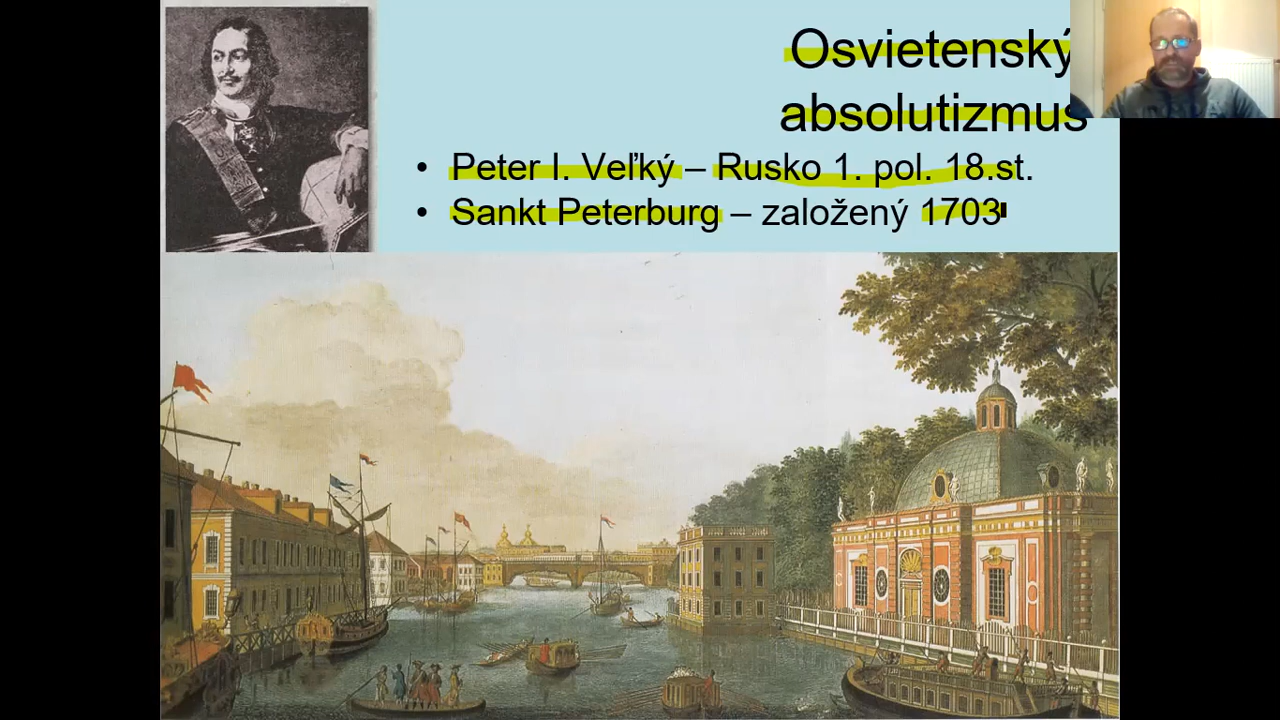 Osvietenský
absolutizmus
• Peter I. Veľký – Rusko 1. pol. 18.st.
• Sankt Peterburg – založený 1703